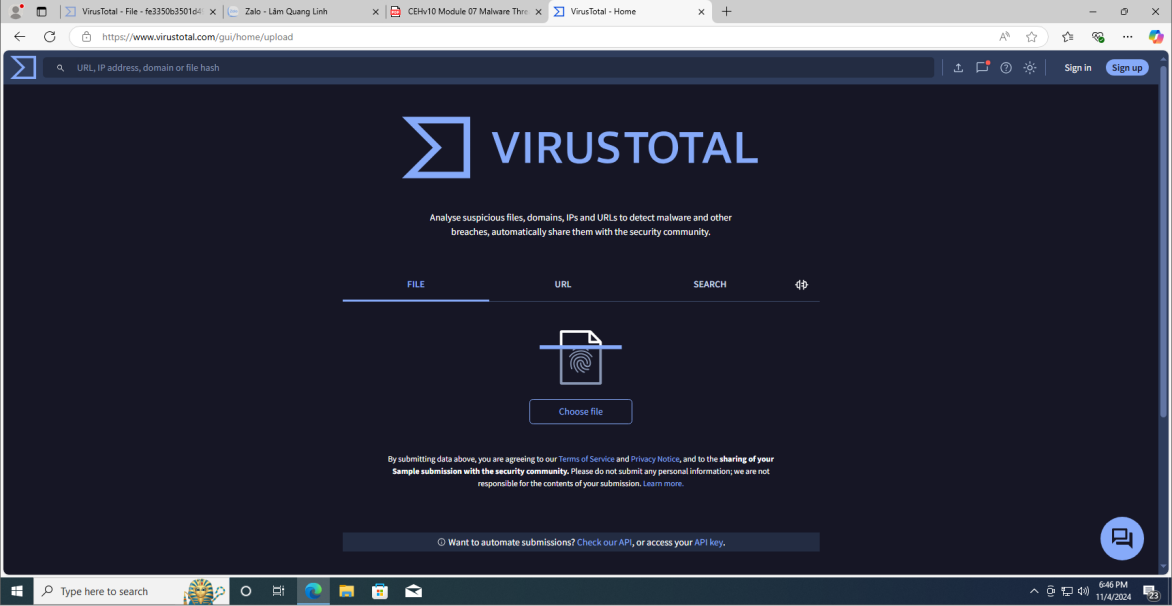 VirusTotal - File - fe3350b3501d4
Zalo - Lâm Quang Linh
CEHv10 Module 07 Malware Thre
VirusTotal - Home
https://www.virustotal.com/gui/home/upload
URL, IP address, domain or file hash
Sign in
Sign up
VIRUSTOTAL
Analyse suspicious files, domains, IPs and URLs to detect malware and other
breaches, automatically share them with the security community.
FILE
URL
SEARCH
Choose file
By submitting data above, you are agreeing to our Terms of Service and Privacy Notice, and to the sharing of your
Sample submission with the security community. Please do not submit any personal information; we are not
responsible for the contents of your submission. Learn more.
Want to automate submissions? Check our API, or access your API key.
Type here to search
6:46 PM
11/4/2024
23